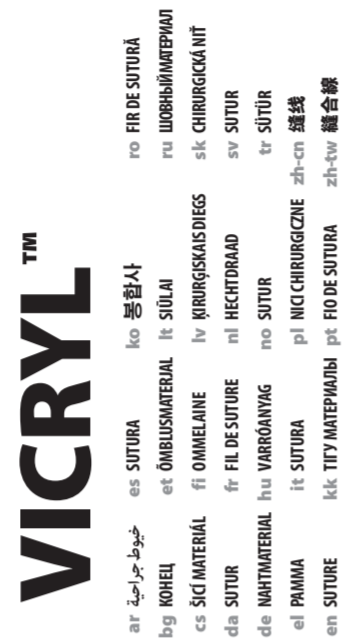 VICRYL™
ar خيوط جراحية
bg КОНЕЦ
cs ŠICÍ MATERIÁL
da SUTUR
de NAHTMATERIAL
el ΡΑΜΜΑ
en SUTURE
es SUTURA
et ÕMBLUSMATERJAL
fi OMMELAINE
fr FIL DE SUTURE
hu VARRÓANYAG
it SUTURA
kk ТІГУ МАТЕРИАЛЫ
ko 봉합사
lt SIŪLAI
lv ĶIRURĢISKAIS DIEGS
nl HECHTDRAAD
no SUTUR
pl NICI CHIRURGICZNE
pt FIO DE SUTURA
ro FIR DE SUTURĂ
ru ШОВНЫЙ МАТЕРИАЛ
sk CHIRURGICKÁ NIŤ
sv SUTUR
tr SÜTÜR
zh-cn 缝线
zh-tw 縫合線